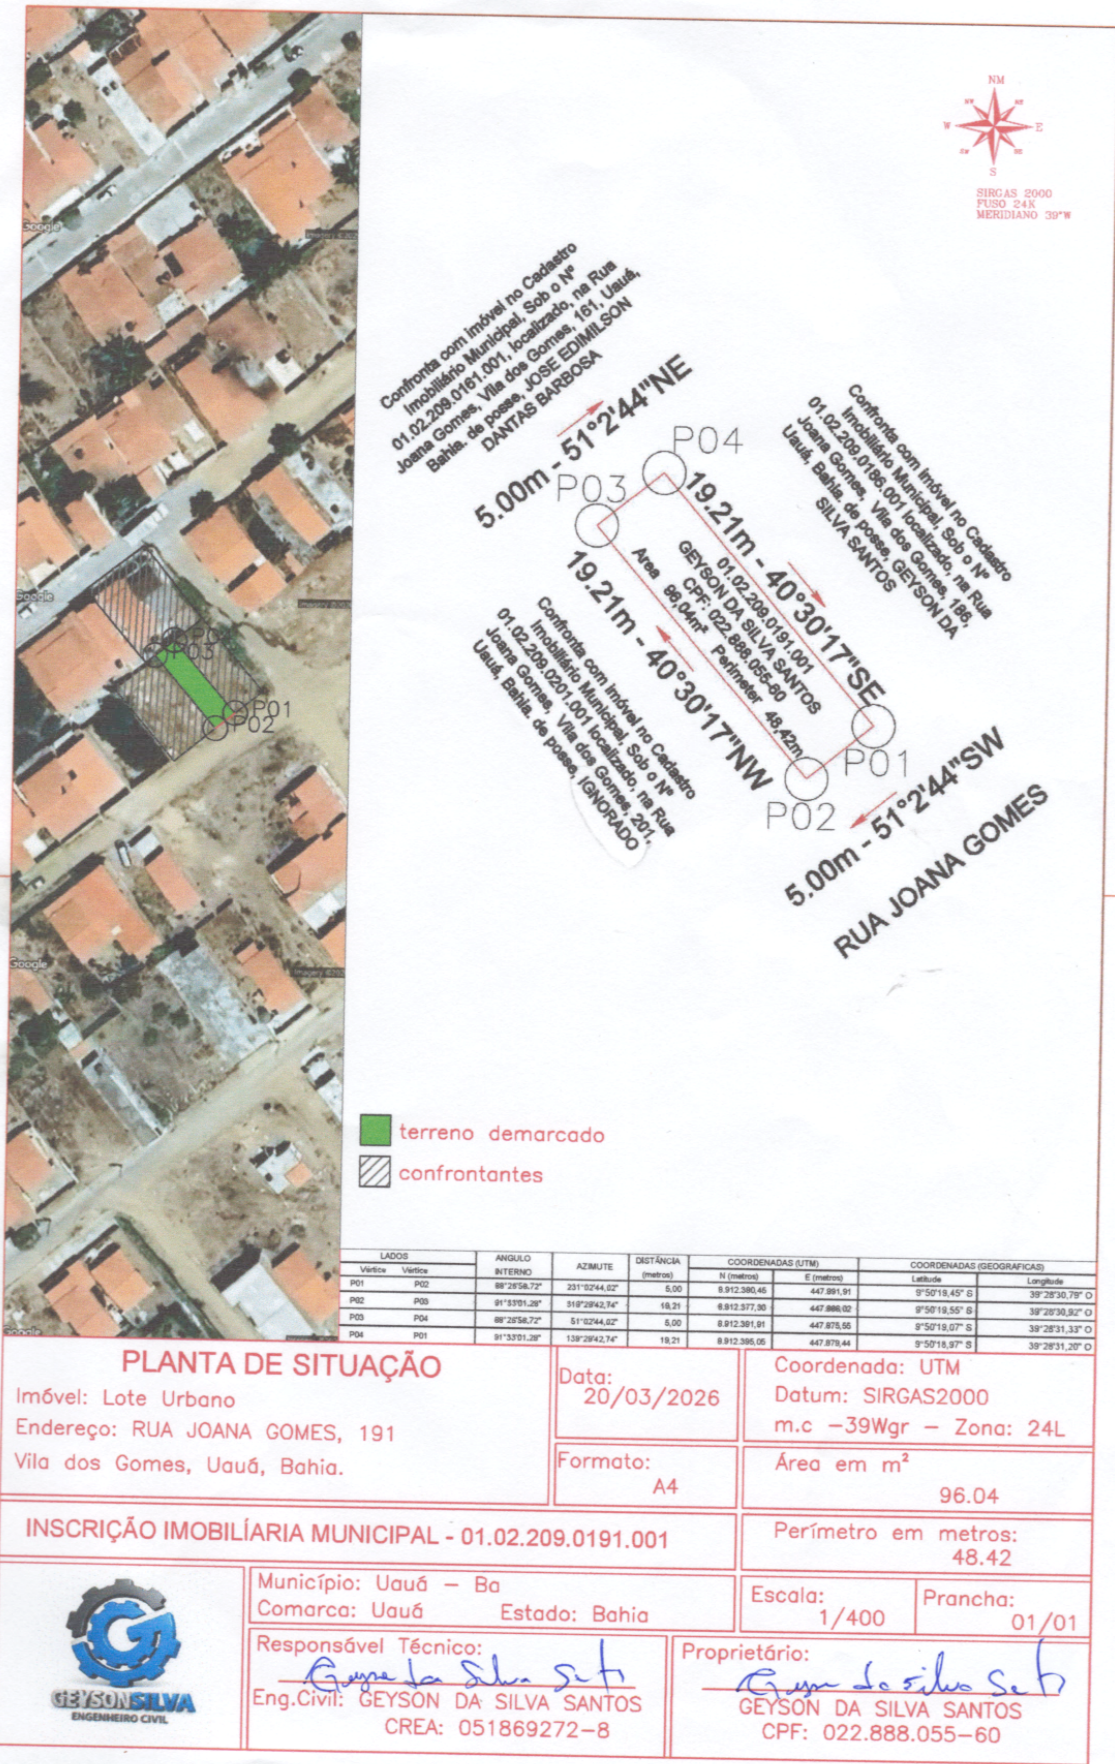 NM
NW
NE
W
E
SW
SE
S
SIRGAS 2000
FUSO 24K
MERIDIANO 39°W
Google
Confronta com imóvel no Cadastro
Imobiliário Municipal, Sob o Nº
01.02.209.0161.001, localizado, na Rua
Joana Gomes, Vila dos Gomes, 161, Uauá,
Bahia. de posse, JOSE EDIMILSON
DANTAS BARBOSA
5.00m - 51°2'44"NE
P04
P03
19.21m - 40°30'17"SE
Confronta com imóvel no Cadastro
Imobiliário Municipal, Sob o Nº
01.02.209.0186.001 localizado, na Rua
Joana Gomes, Vila dos Gomes, 186,
Uauá, Bahia. de posse, GEYSON DA
SILVA SANTOS
01.02.209.0191.001
GEYSON DA SILVA SANTOS
CPF: 022.888.055-60
Area 96,04m² Perimeter 48,42m
19.21m - 40°30'17"NW
Confronta com imóvel no Cadastro
Imobiliário Municipal, Sob o Nº
01.02.209.0201.001 localizado, na Rua
Joana Gomes, Vila dos Gomes, 201,
Uauá, Bahia. de posse, IGNORADO
P01
P02
5.00m - 51°2'44"SW
RUA JOANA GOMES
Google
P03
P01
P02
Google
Google
terreno demarcado
confrontantes
LADOS ANGULO INTERNO AZIMUTE DISTÂNCIA (metros) COORDENADAS (UTM) COORDENADAS (GEOGRAFICAS)
Vértice Vértice N (metros) E (metros) Latitude Longitude
P01 P02 88°26'58,72" 231°02'44,02" 5,00 8.912.380,45 447.891,91 9°50'19,45" S 39°28'30,79" O
P02 P03 91°33'01,28" 319°29'42,74" 19,21 8.912.377,30 447.888,02 9°50'19,55" S 39°28'30,92" O
P03 P04 88°26'58,72" 51°02'44,02" 5,00 8.912.391,91 447.875,55 9°50'19,07" S 39°28'31,33" O
P04 P01 91°33'01,28" 139°29'42,74" 19,21 8.912.395,05 447.879,44 9°50'18,97" S 39°28'31,20" O
PLANTA DE SITUAÇÃO
Imóvel: Lote Urbano
Endereço: RUA JOANA GOMES, 191
Vila dos Gomes, Uauá, Bahia.
Data:
20/03/2026
Formato:
A4
Coordenada: UTM
Datum: SIRGAS2000
m.c -39Wgr - Zona: 24L
Área em m²
96.04
INSCRIÇÃO IMOBILÍARIA MUNICIPAL - 01.02.209.0191.001
Perímetro em metros:
48.42
GEYSONSILVA
ENGENHEIRO CIVIL
Município: Uauá - Ba
Comarca: Uauá Estado: Bahia
Escala:
1/400
Prancha:
01/01
Responsável Técnico:
Geyson da Silva Santos
Eng.Civil: GEYSON DA SILVA SANTOS
CREA: 051869272-8
Proprietário:
Geyson da Silva Santos
GEYSON DA SILVA SANTOS
CPF: 022.888.055-60